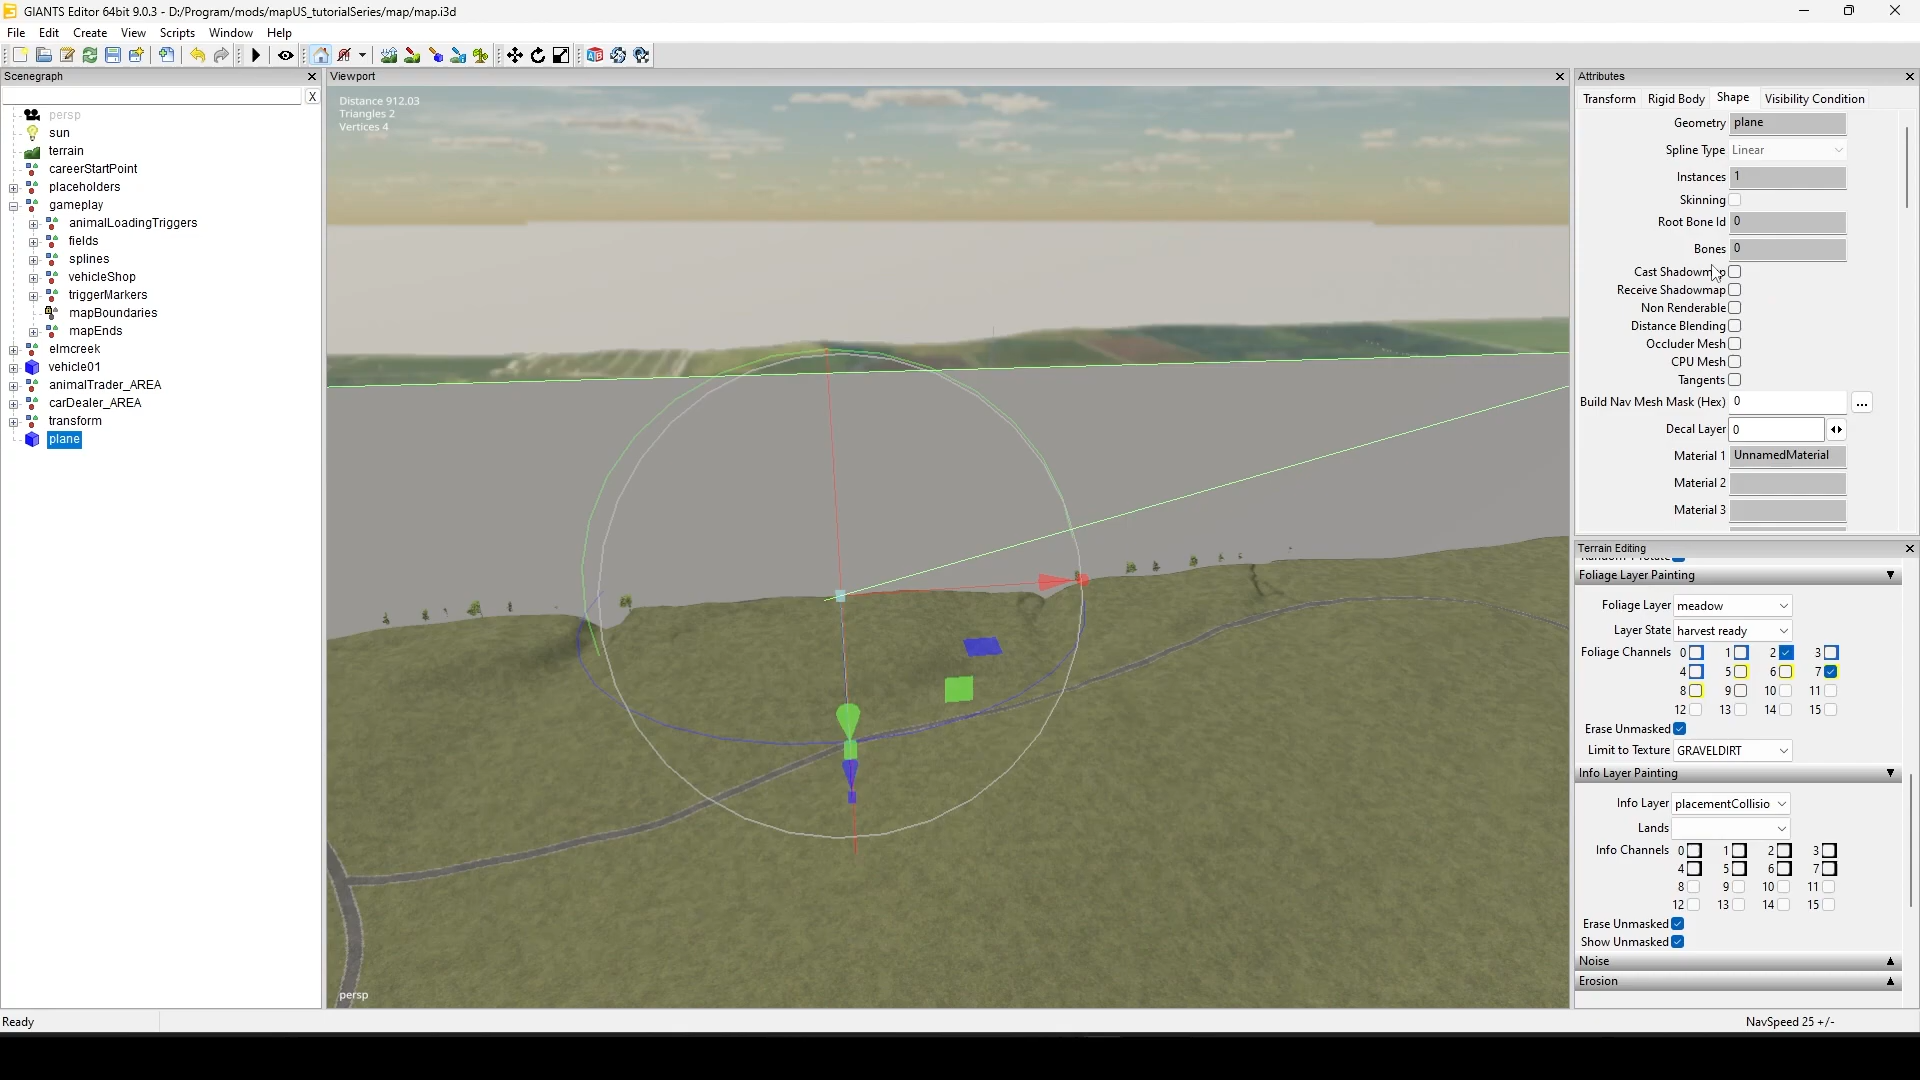 GIANTS Editor 64bit 9.0.3 - D:/Program/mods/mapUS_tutorialSeries/map/map.i3d
File Edit Create View Scripts Window Help
Scenegraph
X
persp
sun
terrain
careerStartPoint
placeholders
gameplay
animalLoadingTriggers
fields
splines
vehicleShop
triggerMarkers
mapBoundaries
mapEnds
elmcreek
vehicle01
animalTrader_AREA
carDealer_AREA
transform
plane
Viewport
Distance 912.03
Triangles 2
Vertices 4
persp
Attributes
Transform Rigid Body Shape Visibility Condition
Geometry plane
Spline Type Linear
Instances 1
Skinning
Root Bone Id 0
Bones 0
Cast Shadowmap
Receive Shadowmap
Non Renderable
Distance Blending
Occluder Mesh
CPU Mesh
Tangents
Build Nav Mesh Mask (Hex) 0 ...
Decal Layer 0
Material 1 UnnamedMaterial
Material 2
Material 3
Terrain Editing
Foliage Layer Painting
Foliage Layer meadow
Layer State harvest ready
Foliage Channels 0 1 2 3
4 5 6 7
8 9 10 11
12 13 14 15
Erase Unmasked
Limit to Texture GRAVELDIRT
Info Layer Painting
Info Layer placementCollisio
Lands
Info Channels 0 1 2 3
4 5 6 7
8 9 10 11
12 13 14 15
Erase Unmasked
Show Unmasked
Noise
Erosion
Ready
NavSpeed 25 +/-